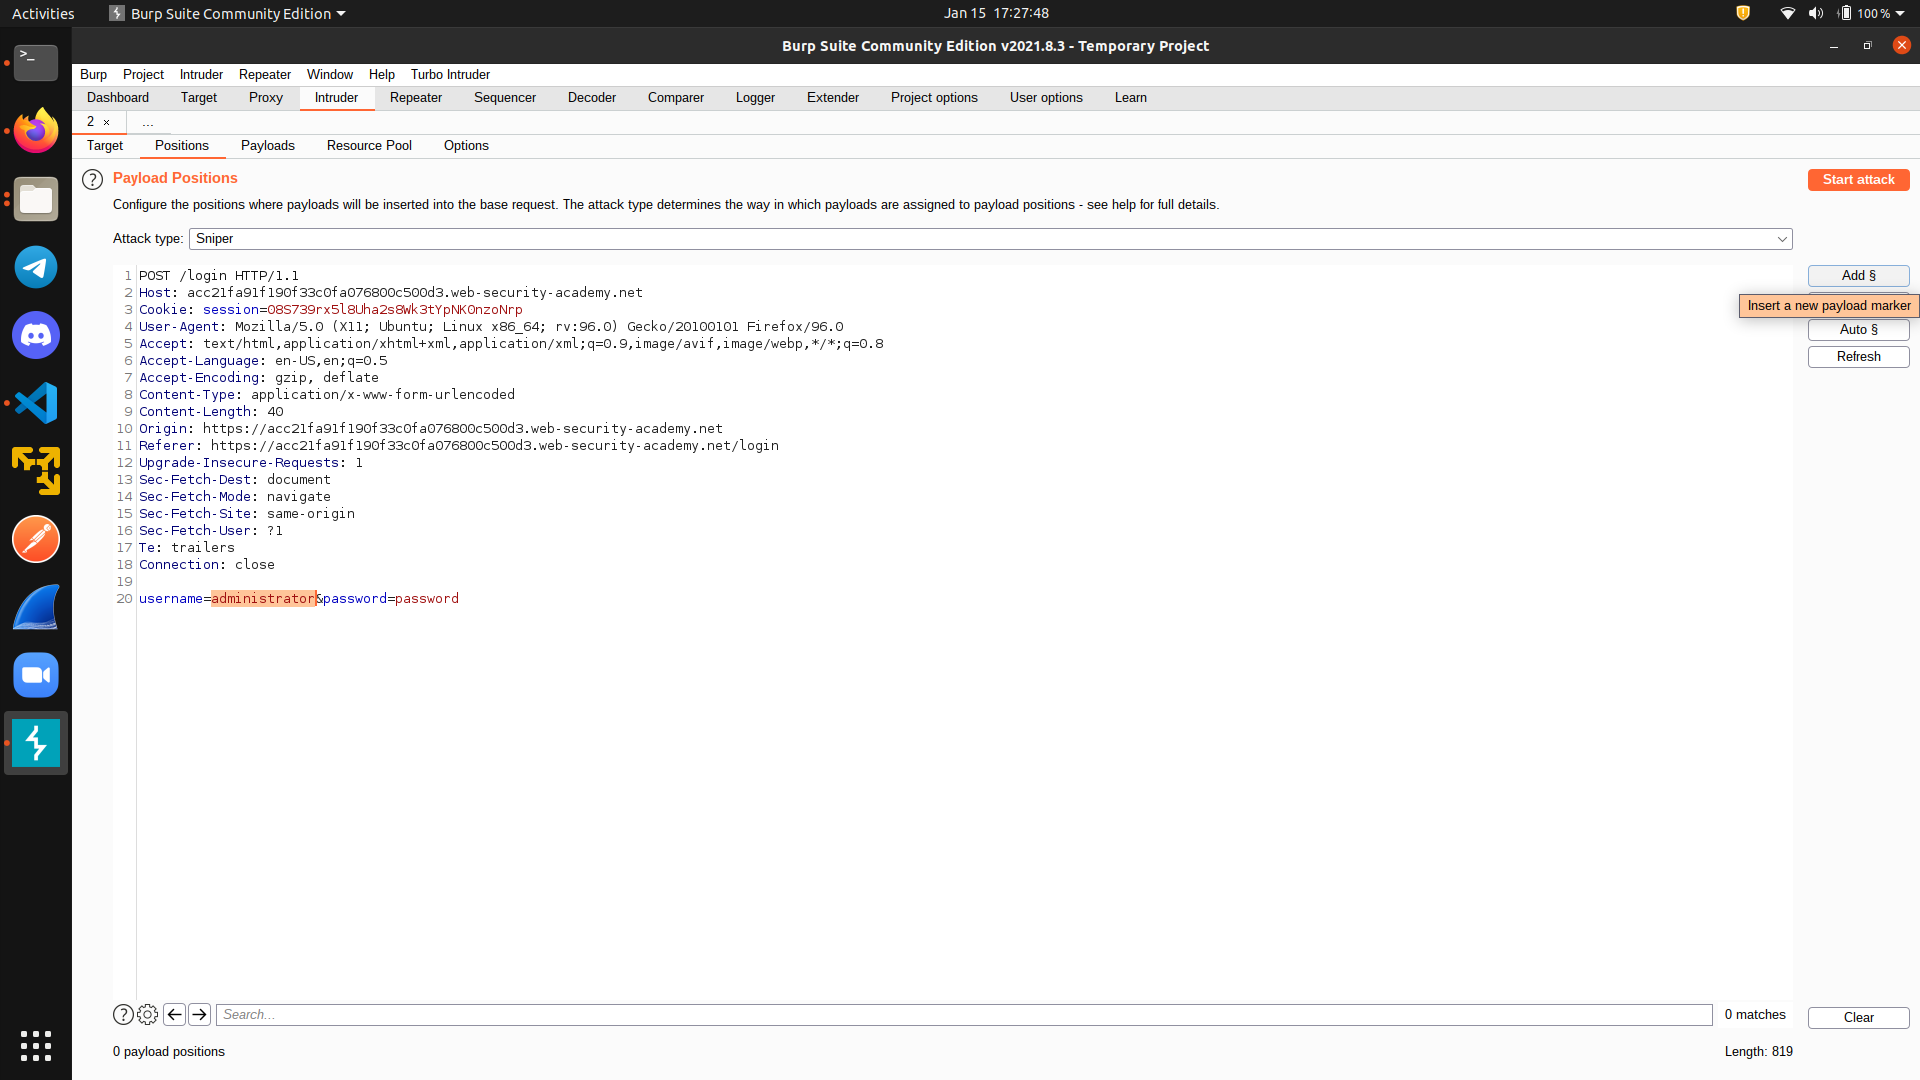 Activities Burp Suite Community Edition Jan 15 17:27:48 100 %
Burp Suite Community Edition v2021.8.3 - Temporary Project
Burp Project Intruder Repeater Window Help Turbo Intruder
Dashboard Target Proxy Intruder Repeater Sequencer Decoder Comparer Logger Extender Project options User options Learn
2 × ...
Target Positions Payloads Resource Pool Options
? Payload Positions
Start attack
Configure the positions where payloads will be inserted into the base request. The attack type determines the way in which payloads are assigned to payload positions - see help for full details.
Attack type: Sniper
Add §
Insert a new payload marker
Auto §
Refresh
1 POST /login HTTP/1.1
2 Host: acc21fa91f190f33c0fa076800c500d3.web-security-academy.net
3 Cookie: session=08S739rx5l8Uha2s8Wk3tYpNK0nzoNrp
4 User-Agent: Mozilla/5.0 (X11; Ubuntu; Linux x86_64; rv:96.0) Gecko/20100101 Firefox/96.0
5 Accept: text/html,application/xhtml+xml,application/xml;q=0.9,image/avif,image/webp,*/*;q=0.8
6 Accept-Language: en-US,en;q=0.5
7 Accept-Encoding: gzip, deflate
8 Content-Type: application/x-www-form-urlencoded
9 Content-Length: 40
10 Origin: https://acc21fa91f190f33c0fa076800c500d3.web-security-academy.net
11 Referer: https://acc21fa91f190f33c0fa076800c500d3.web-security-academy.net/login
12 Upgrade-Insecure-Requests: 1
13 Sec-Fetch-Dest: document
14 Sec-Fetch-Mode: navigate
15 Sec-Fetch-Site: same-origin
16 Sec-Fetch-User: ?1
17 Te: trailers
18 Connection: close
19
20 username=administrator&password=password
? Search... 0 matches
Clear
0 payload positions
Length: 819